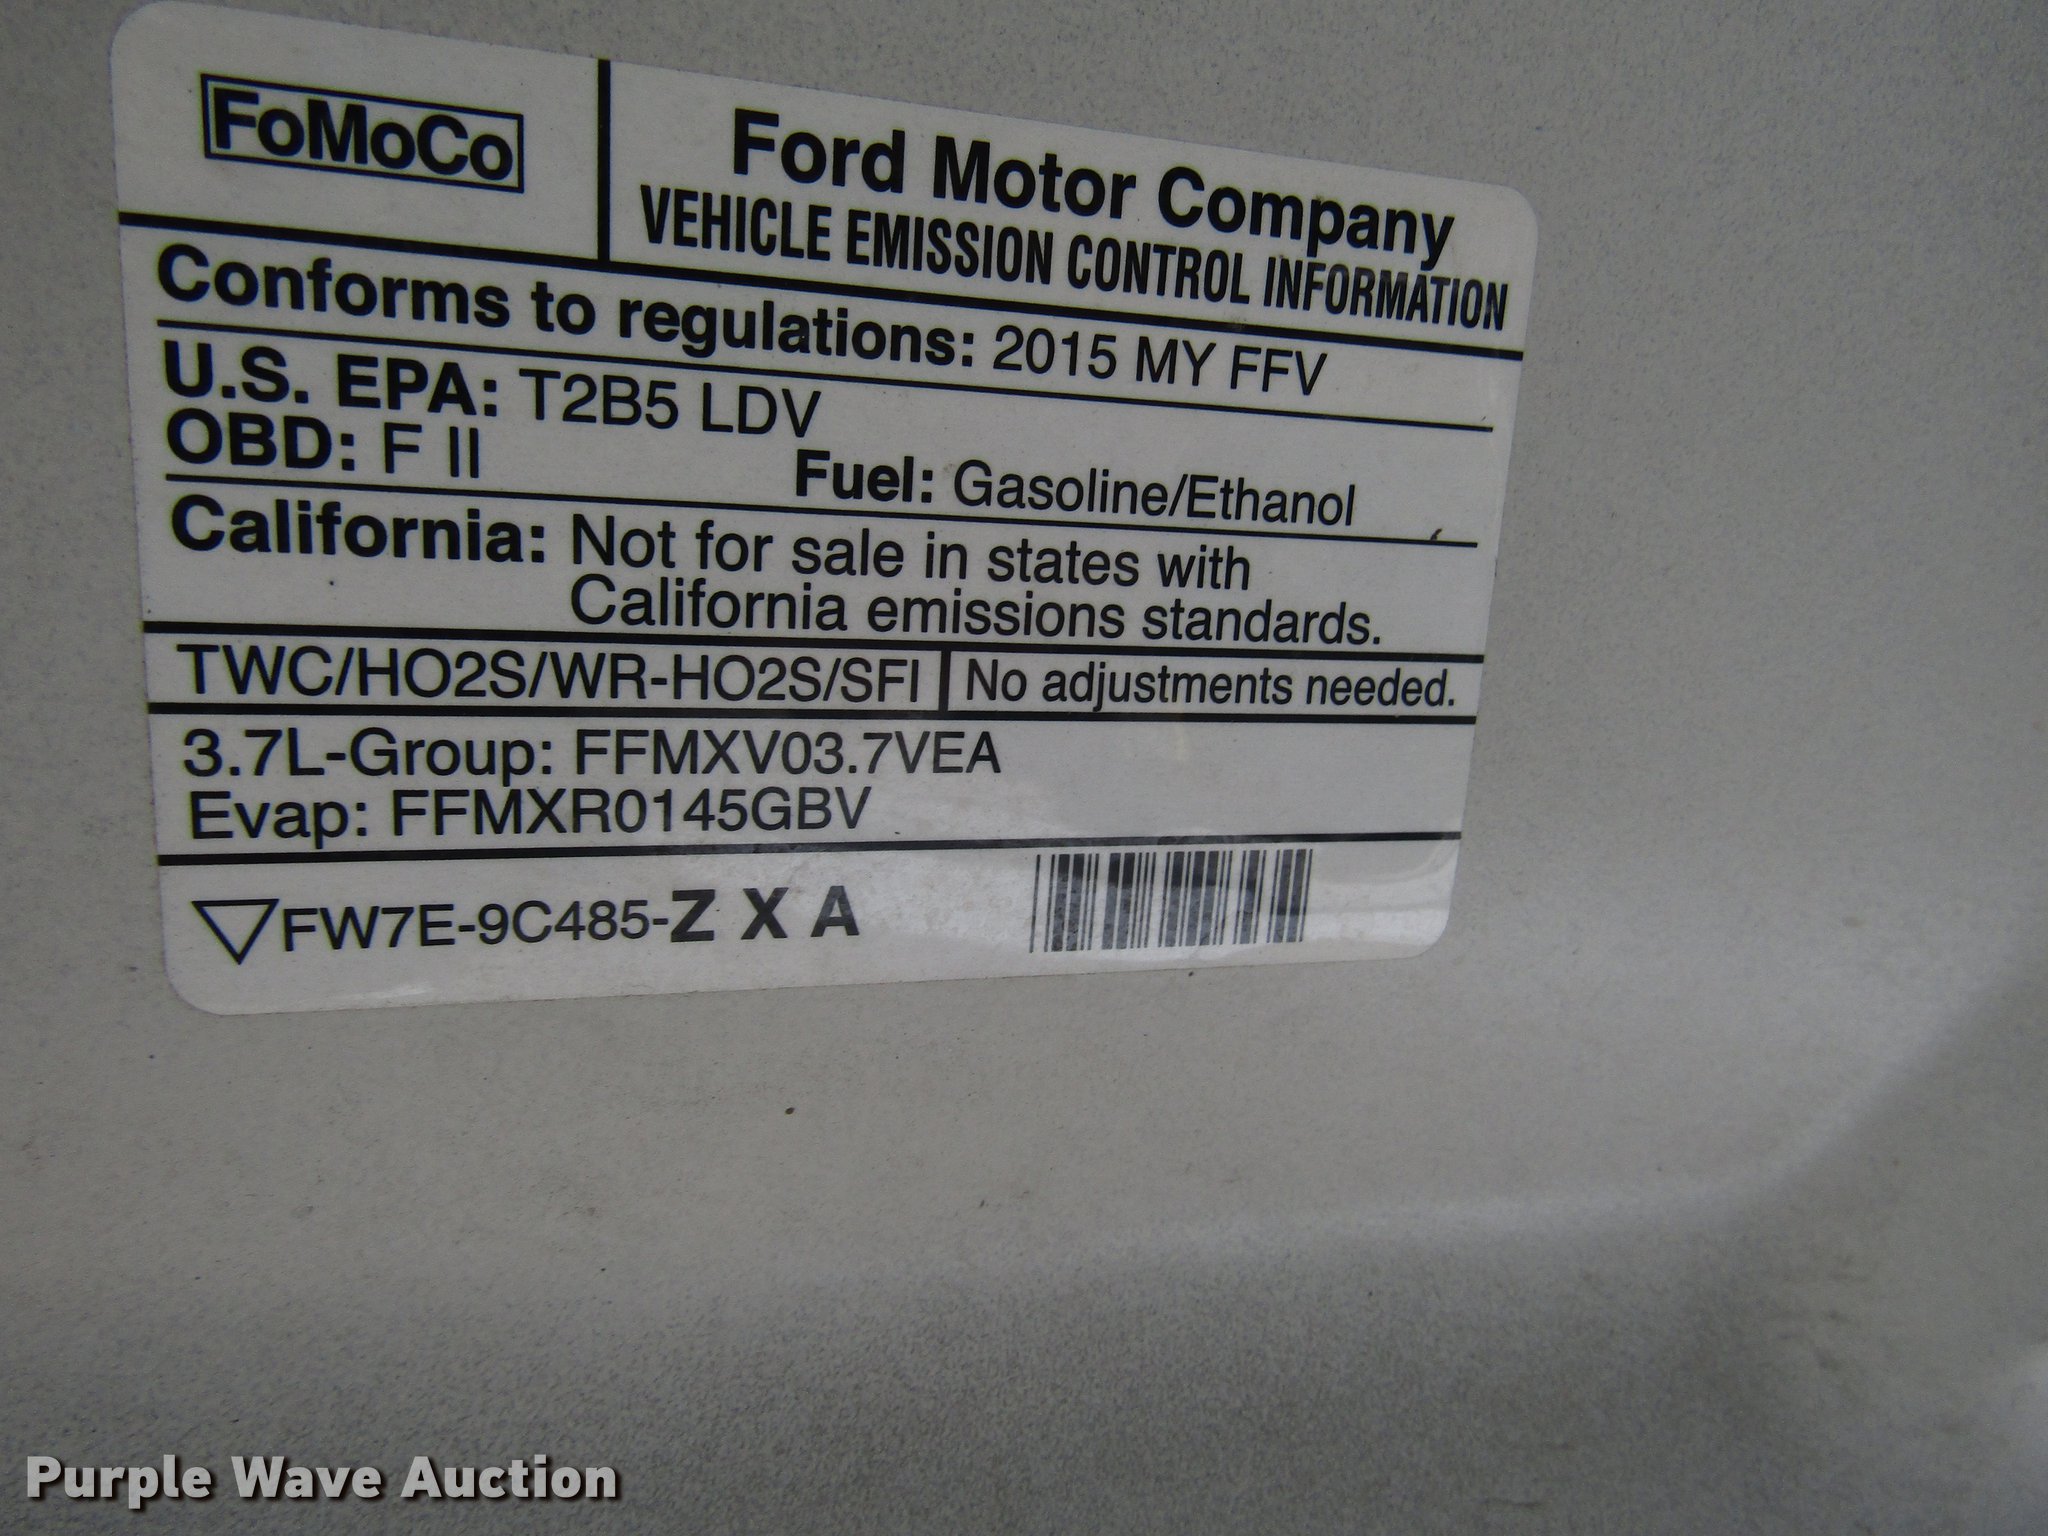 FoMoCo
Ford Motor Company
VEHICLE EMISSION CONTROL INFORMATION
Conforms to regulations: 2015 MY FFV
U.S. EPA: T2B5 LDV
OBD: F II Fuel: Gasoline/Ethanol
California: Not for sale in states with
California emissions standards.
TWC/HO2S/WR-HO2S/SFI No adjustments needed.
3.7L-Group: FFMXV03.7VEA
Evap: FFMXR0145GBV
FW7E-9C485-Z X A
Purple Wave Auction